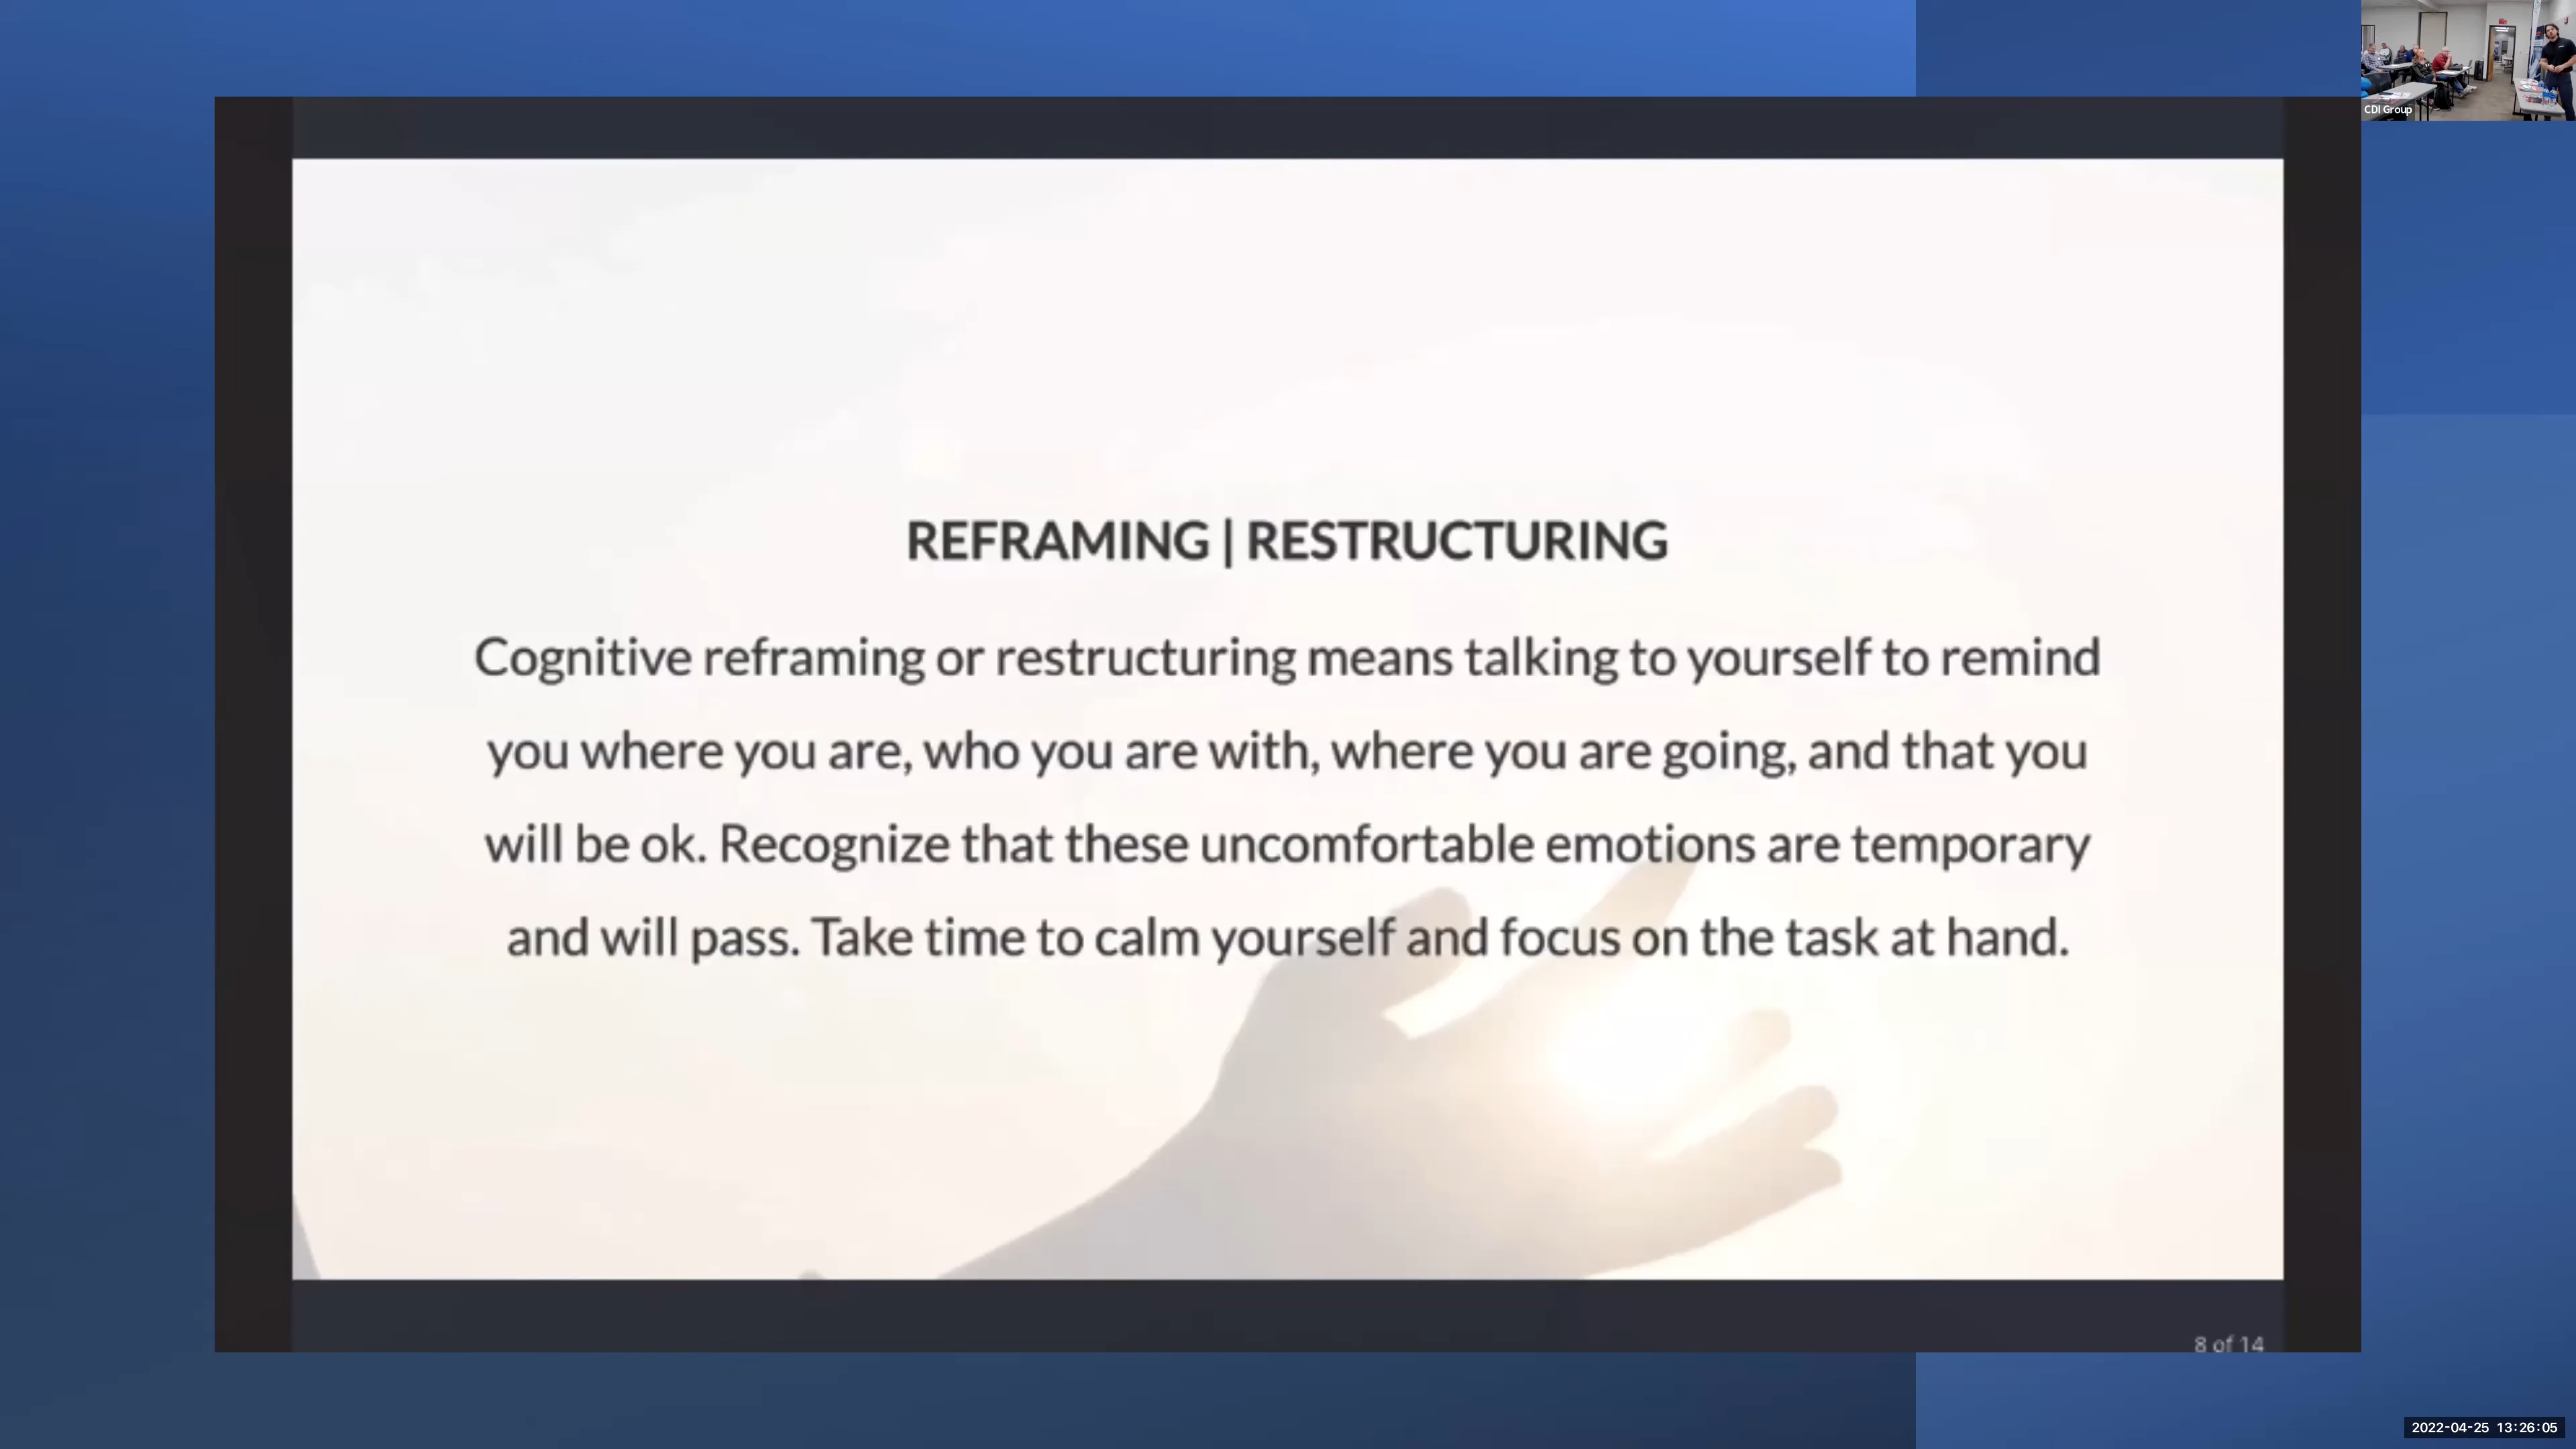 CDI Group
REFRAMING | RESTRUCTURING
Cognitive reframing or restructuring means talking to yourself to remind
you where you are, who you are with, where you are going, and that you
will be ok. Recognize that these uncomfortable emotions are temporary
and will pass. Take time to calm yourself and focus on the task at hand.
8 of 14
2022-04-25 13:26:05